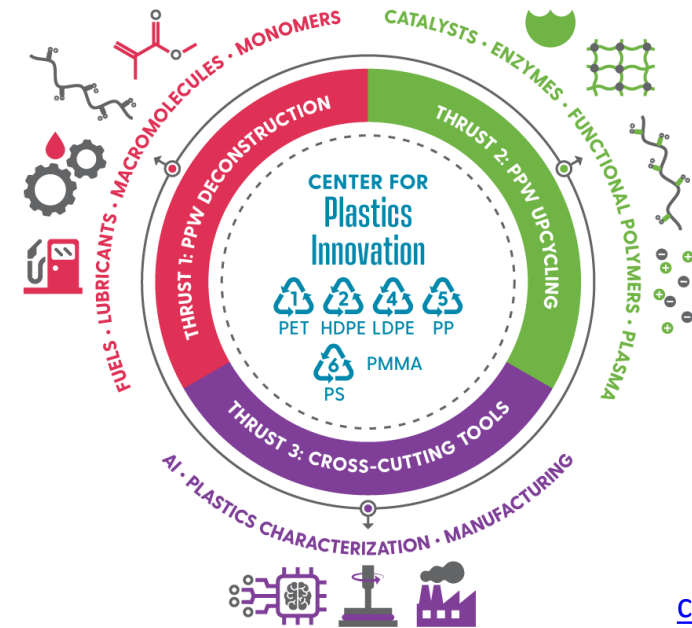 FUELS · LUBRICANTS · MACROMOLECULES · MONOMERS
CATALYSTS · ENZYMES · FUNCTIONAL POLYMERS · PLASMA
THRUST 1: PPW DECONSTRUCTION
THRUST 2: PPW UPCYCLING
CENTER FOR
Plastics
Innovation
1 2 4 5
PET HDPE LDPE PP
6 PMMA
PS
THRUST 3: CROSS-CUTTING TOOLS
AI · PLASTICS CHARACTERIZATION · MANUFACTURING
c